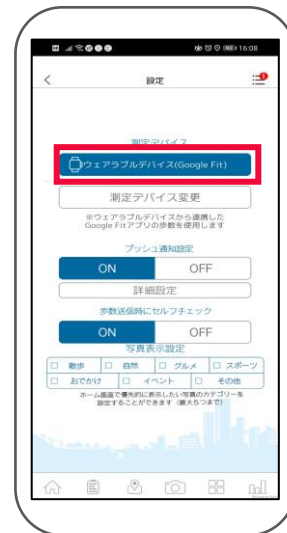 16:08
設定
測定デバイス
ウェアラブルデバイス(Google Fit)
測定デバイス変更
※ウェアラブルデバイスから連携した
Google Fitアプリの歩数を使用します
プッシュ通知設定
ON OFF
詳細設定
歩数送信時にセルフチェック
ON OFF
写真表示設定
散歩 自然 グルメ スポーツ
おでかけ イベント その他
ホーム画面で優先的に表示したい写真のカテゴリーを
設定することができます（最大5つまで）